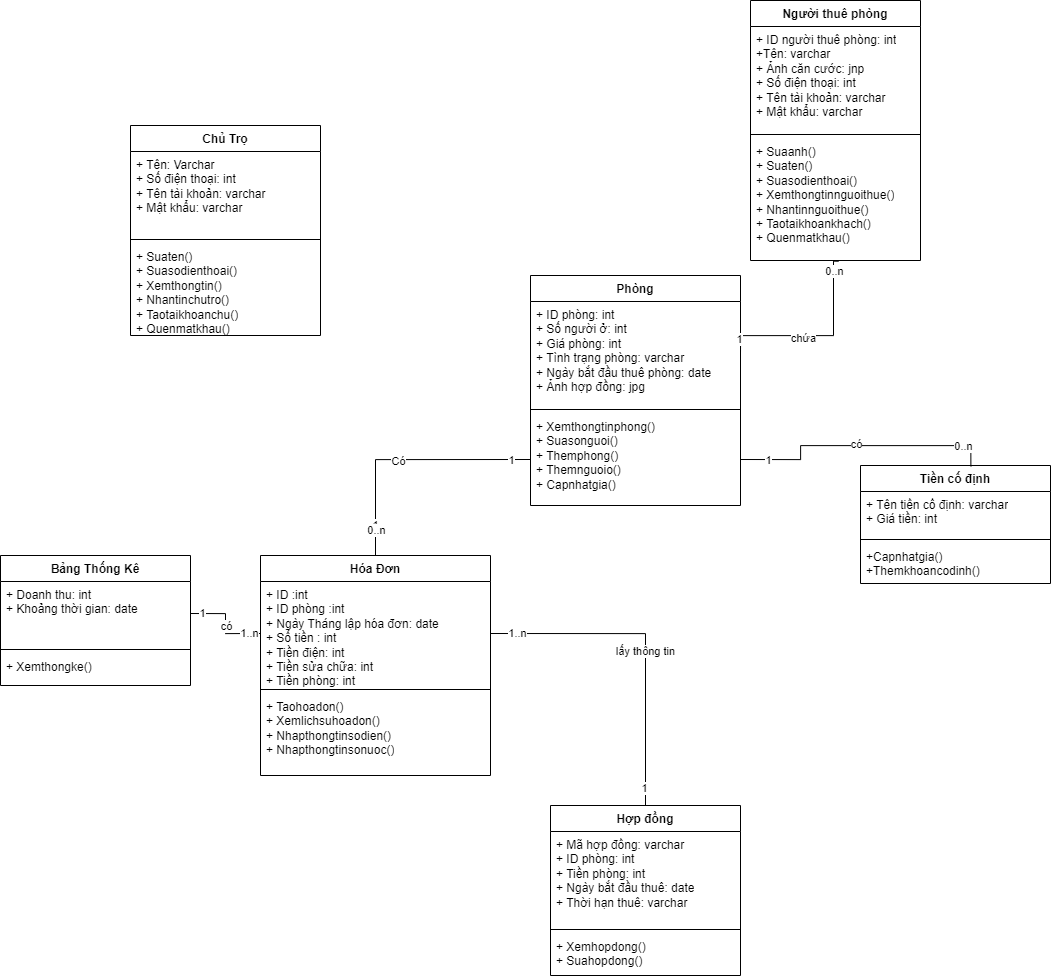 Người thuê phòng
+ ID người thuê phòng: int
+Tên: varchar
+ Ảnh căn cước: jnp
+ Số điện thoại: int
+ Tên tài khoản: varchar
+ Mật khẩu: varchar
+ Suaanh()
+ Suaten()
+ Suasodienthoai()
+ Xemthongtinnguoithue()
+ Nhantinnguoithue()
+ Taotaikhoankhach()
+ Quenmatkhau()
Chủ Trọ
+ Tên: Varchar
+ Số điện thoại: int
+ Tên tài khoản: varchar
+ Mật khẩu: varchar
+ Suaten()
+ Suasodienthoai()
+ Xemthongtin()
+ Nhantinchutro()
+ Taotaikhoanchu()
+ Quenmatkhau()
0..n
chứa
1
Phòng
+ ID phòng: int
+ Số người ở: int
+ Giá phòng: int
+ Tình trạng phòng: varchar
+ Ngày bắt đầu thuê phòng: date
+ Ảnh hợp đồng: jpg
+ Xemthongtinphong()
+ Suasonguoi()
+ Themphong()
+ Themnguoio()
+ Capnhatgia()
1
có
0..n
Tiền cố định
+ Tên tiền cố định: varchar
+ Giá tiền: int
+Capnhatgia()
+Themkhoancodinh()
1
Có
0..n
Bảng Thống Kê
+ Doanh thu: int
+ Khoảng thời gian: date
+ Xemthongke()
1
có
1..n
Hóa Đơn
+ ID :int
+ ID phòng :int
+ Ngày Tháng lập hóa đơn: date
+ Số tiền : int
+ Tiền điện: int
+ Tiền sửa chữa: int
+ Tiền phòng: int
+ Taohoadon()
+ Xemlichsuhoadon()
+ Nhapthongtinsodien()
+ Nhapthongtinsonuoc()
1..n
lấy thông tin
1
Hợp đồng
+ Mã hợp đồng: varchar
+ ID phòng: int
+ Tiền phòng: int
+ Ngày bắt đầu thuê: date
+ Thời hạn thuê: varchar
+ Xemhopdong()
+ Suahopdong()